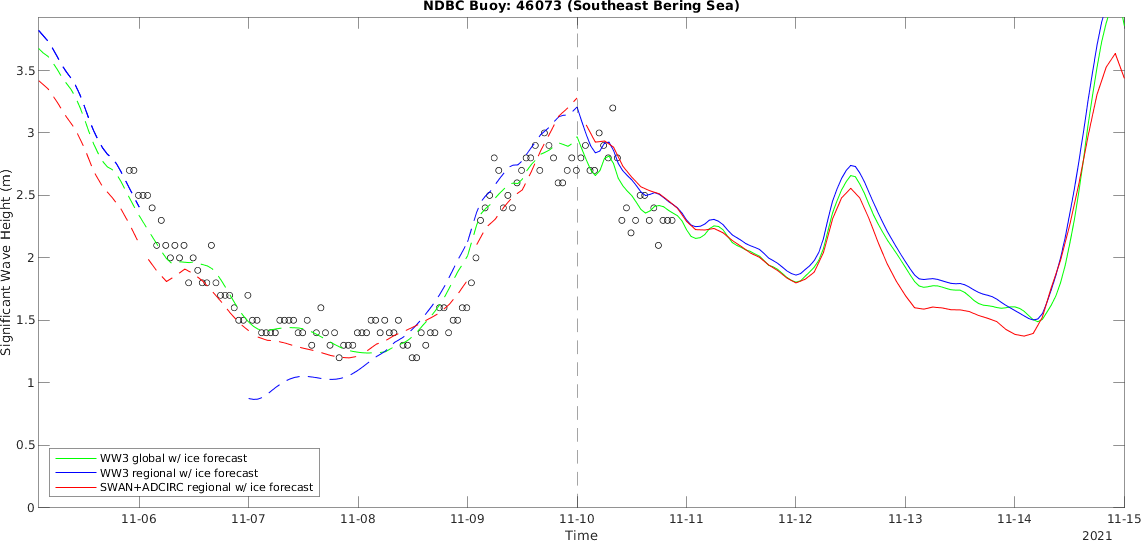 NDBC Buoy: 46073 (Southeast Bering Sea)
Significant Wave Height (m)
3.5
3
2.5
2
1.5
1
0.5
0
WW3 global w/ ice forecast
WW3 regional w/ ice forecast
SWAN+ADCIRC regional w/ ice forecast
11-06 11-07 11-08 11-09 11-10 11-11 11-12 11-13 11-14 11-15
Time
2021